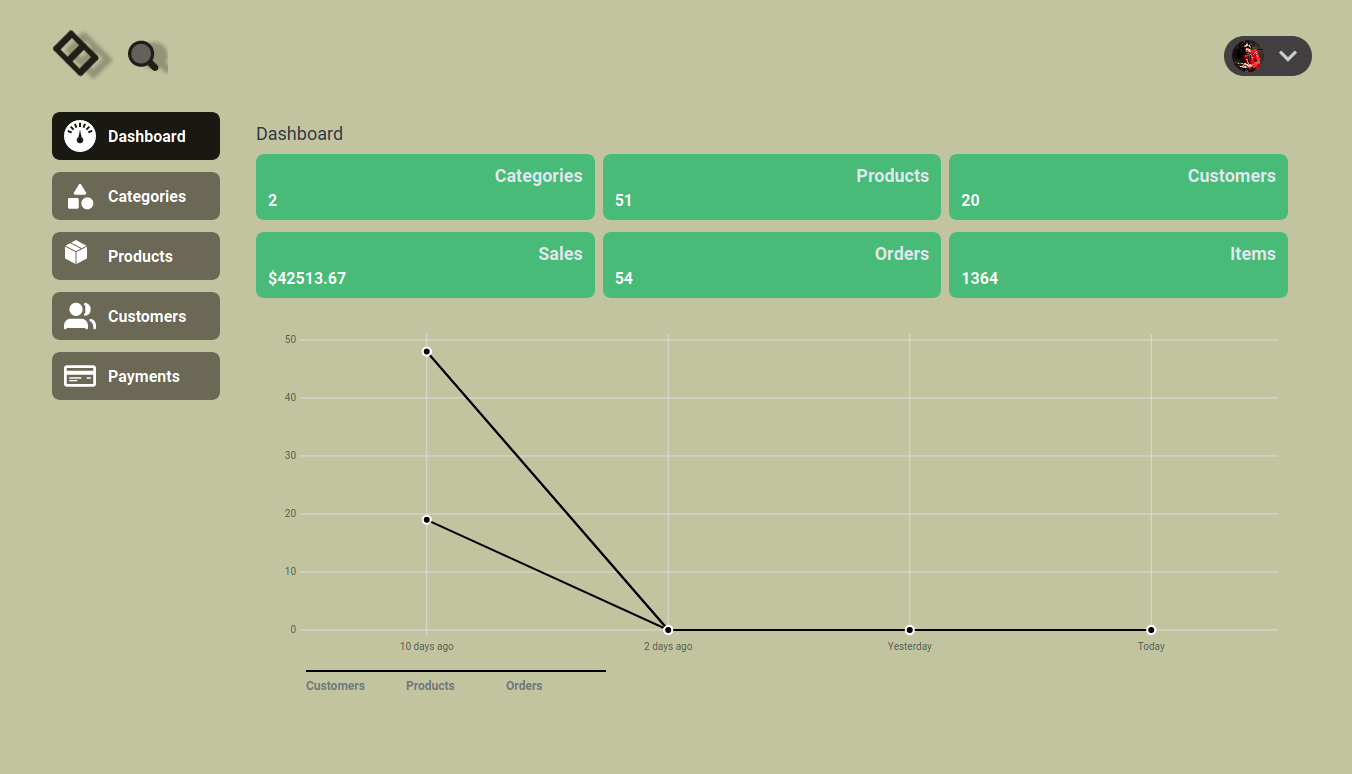 Dashboard
Categories
Products
Customers
Payments
Dashboard
Categories
2
Products
51
Customers
20
Sales
$42513.67
Orders
54
Items
1364
50
40
30
20
10
0
10 days ago 2 days ago Yesterday Today
Customers Products Orders